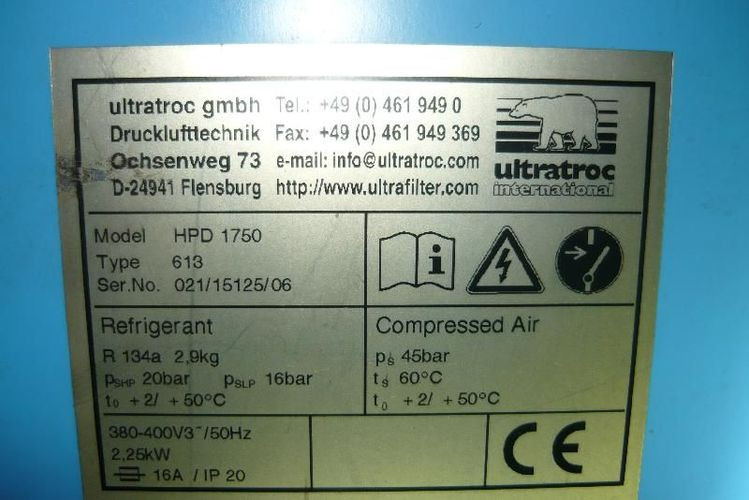 ultratroc gmbh Tel.: +49 (0) 461 949 0
Drucklufttechnik Fax: +49 (0) 461 949 369
Ochsenweg 73 e-mail: info@ultratroc.com
D-24941 Flensburg http://www.ultrafilter.com
ultratroc
international
Model HPD 1750
Type 613
Ser.No. 021/15125/06
i
Refrigerant
R 134a 2,9kg
pSHP 20bar pSLP 16bar
t0 +2/ +50°C
Compressed Air
pś 45bar
tś 60°C
t0 +2/ +50°C
380-400V3~/50Hz
2,25kW
16A / IP 20
CE